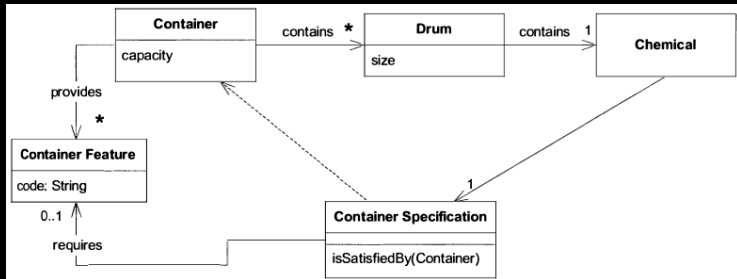 Container
capacity
contains *
Drum
size
contains 1
Chemical
provides
*
Container Feature
code: String
0..1
requires
1
Container Specification
isSatisfiedBy(Container)